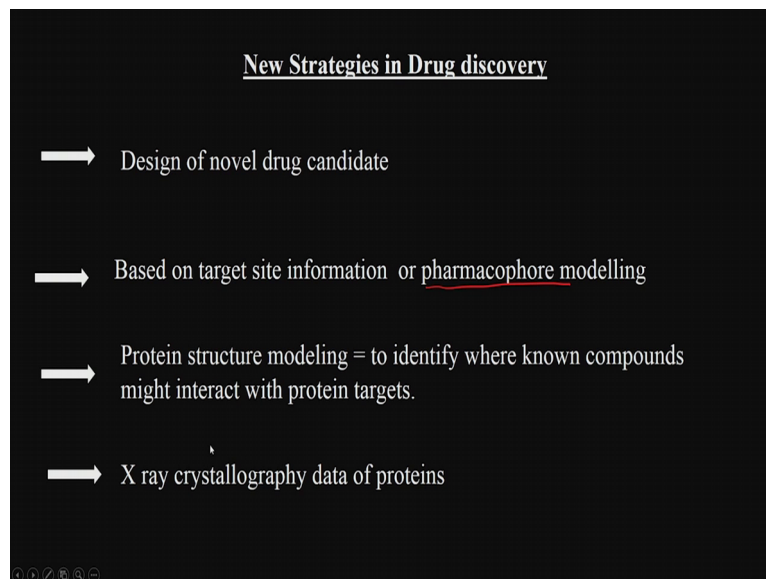 New Strategies in Drug discovery
Design of novel drug candidate
Based on target site information or pharmacophore modelling
Protein structure modeling = to identify where known compounds
might interact with protein targets.
X ray crystallography data of proteins